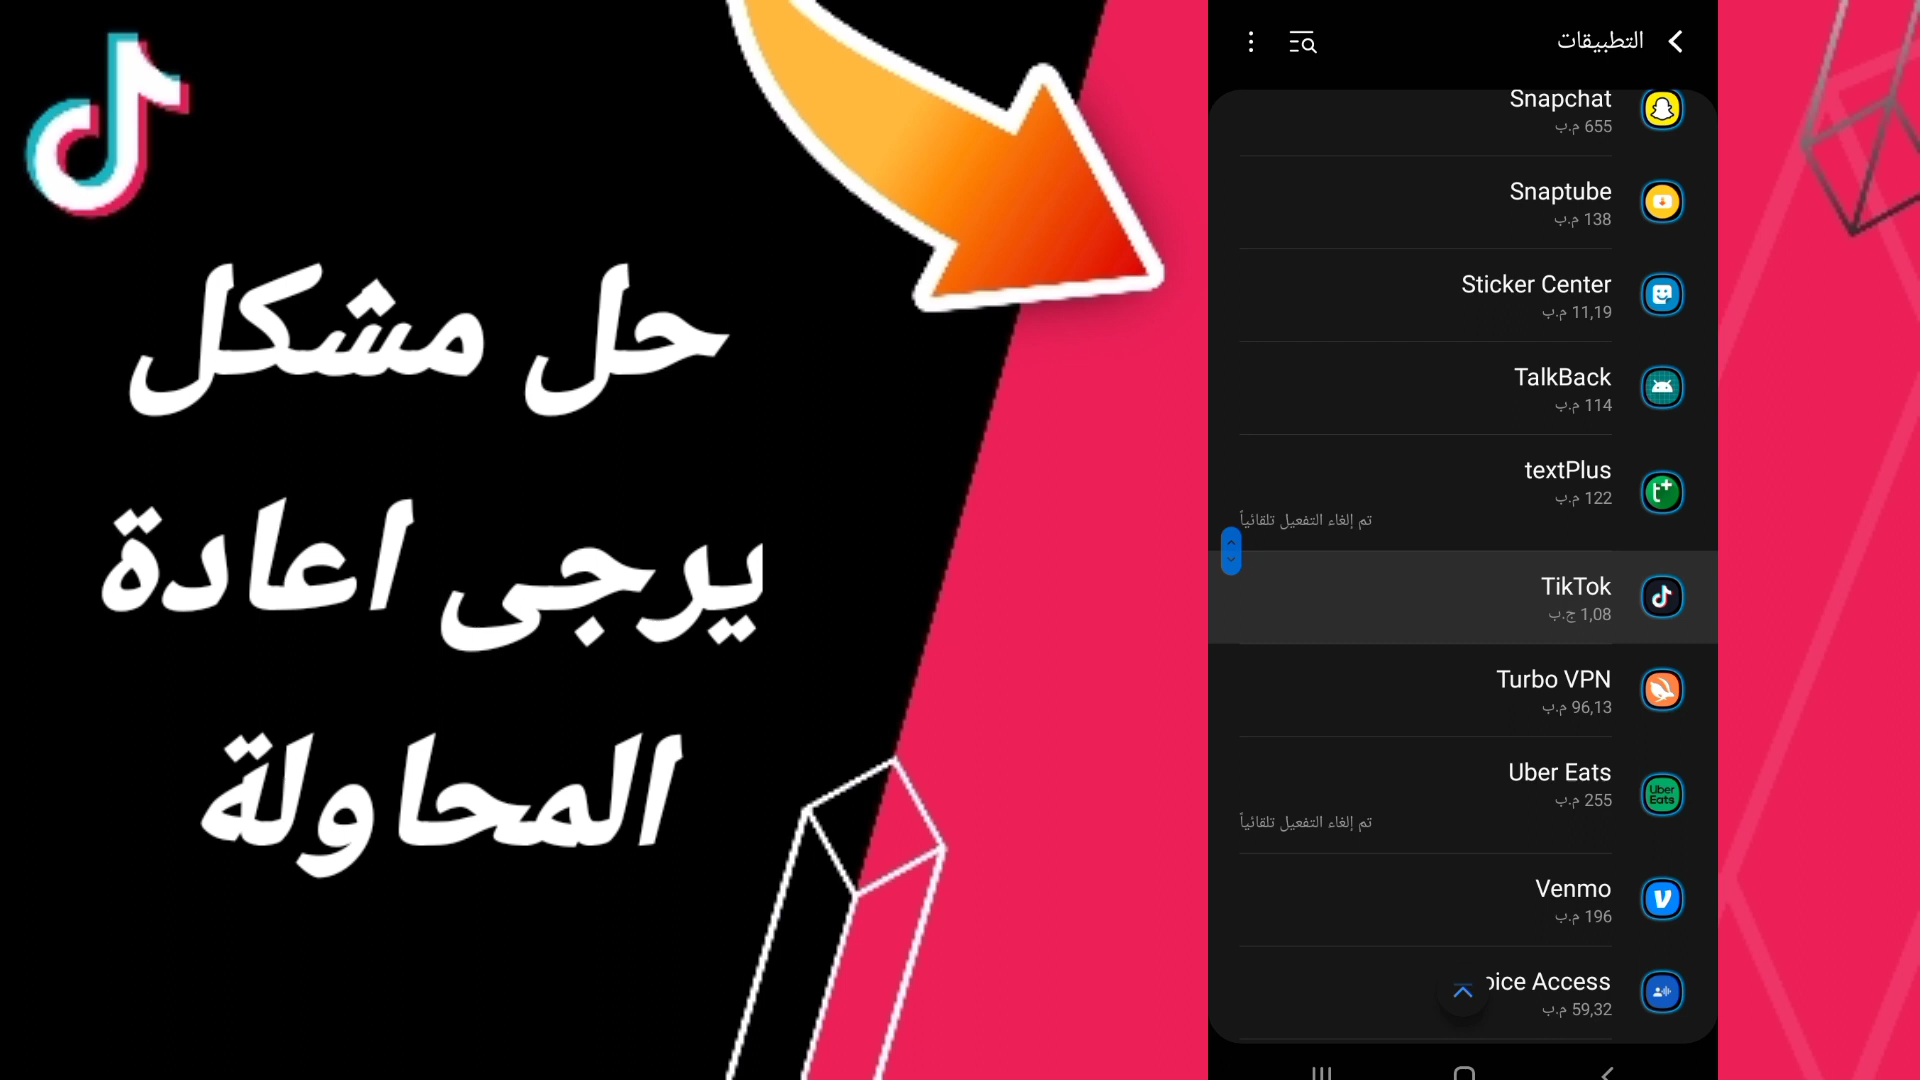 حل مشكل
يرجى اعادة
المحاولة
التطبيقات
Snapchat
655 م.ب
Snaptube
138 م.ب
Sticker Center
11,19 م.ب
TalkBack
114 م.ب
textPlus
122 م.ب
تم إلغاء التفعيل تلقائياً
TikTok
1,08 ج.ب
Turbo VPN
96,13 م.ب
Uber Eats
255 م.ب
تم إلغاء التفعيل تلقائياً
Uber
Eats
Venmo
196 م.ب
oice Access
59,32 م.ب